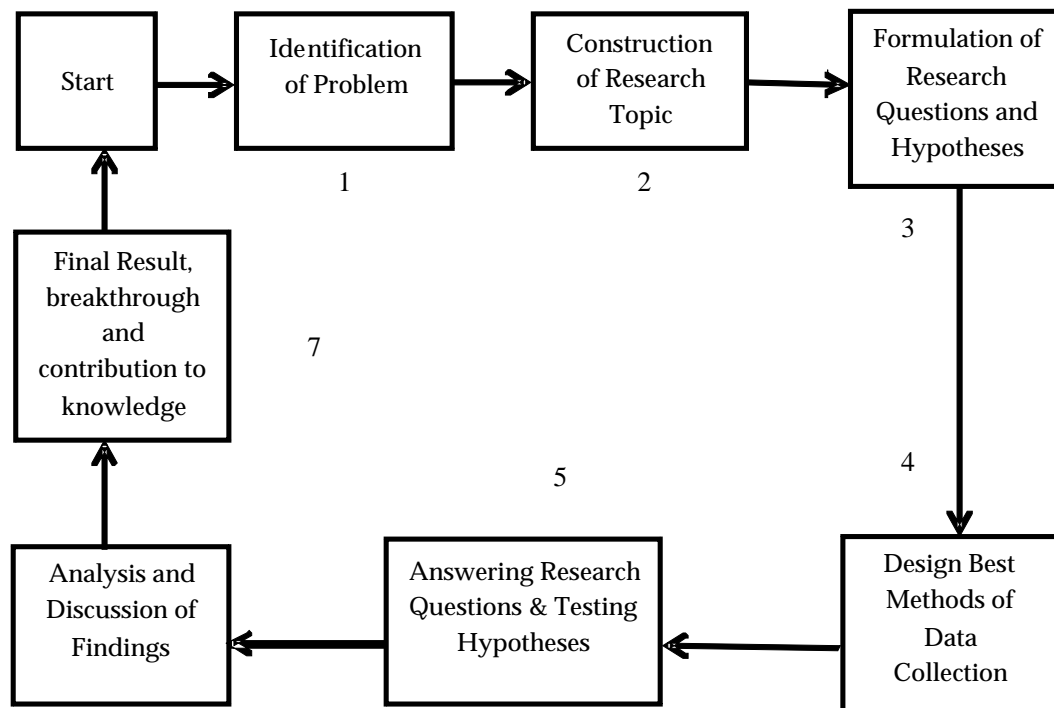 Start
Identification
of Problem
Construction
of Research
Topic
Formulation of
Research
Questions and
Hypotheses
1
2
3
Final Result,
breakthrough
and
contribution to
knowledge
7
4
5
Analysis and
Discussion of
Findings
Answering Research
Questions & Testing
Hypotheses
Design Best
Methods of
Data
Collection